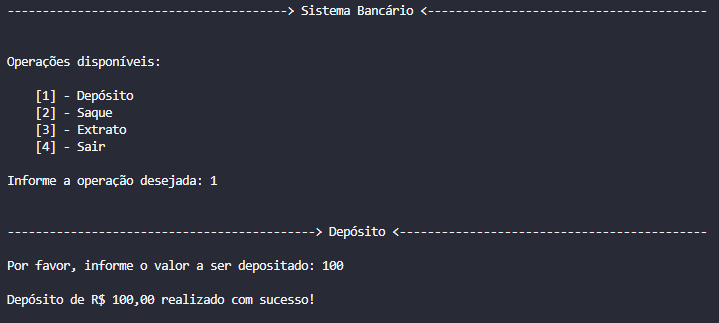 ----------------------------------------> Sistema Bancário <----------------------------------------
Operações disponíveis:
[1] - Depósito
[2] - Saque
[3] - Extrato
[4] - Sair
Informe a operação desejada: 1
--------------------------------------------> Depósito <--------------------------------------------
Por favor, informe o valor a ser depositado: 100
Depósito de R$ 100,00 realizado com sucesso!